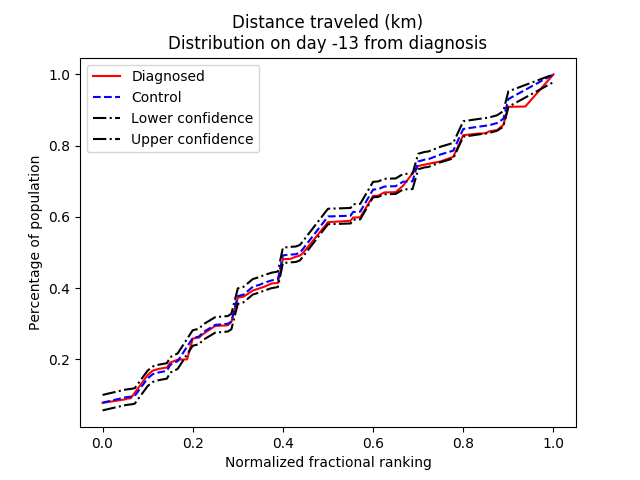 Distance traveled (km)
Distribution on day -13 from diagnosis
Diagnosed
Control
Lower confidence
Upper confidence
Percentage of population
1.0
0.8
0.6
0.4
0.2
0.0 0.2 0.4 0.6 0.8 1.0
Normalized fractional ranking